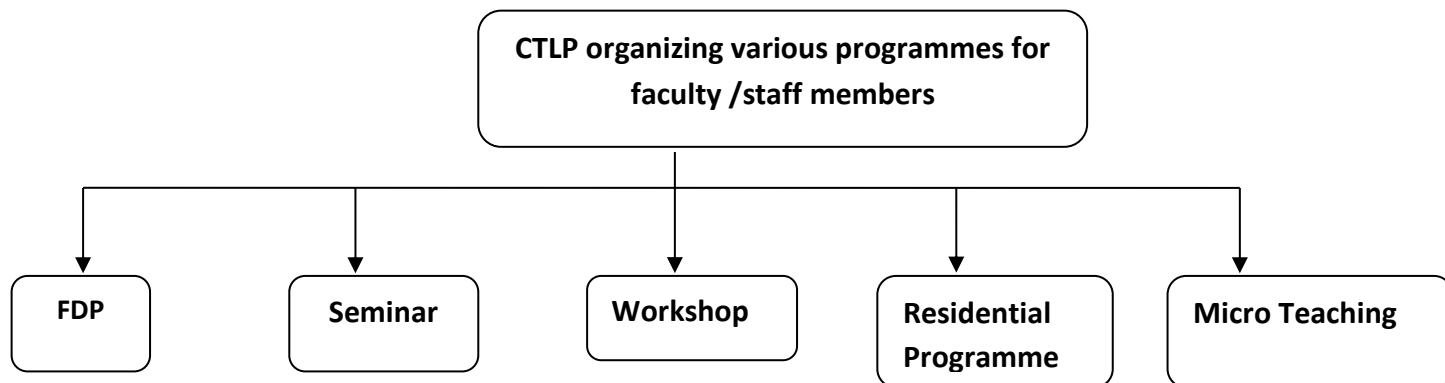 CTLP organizing various programmes for
faculty /staff members
FDP
Seminar
Workshop
Residential
Programme
Micro Teaching